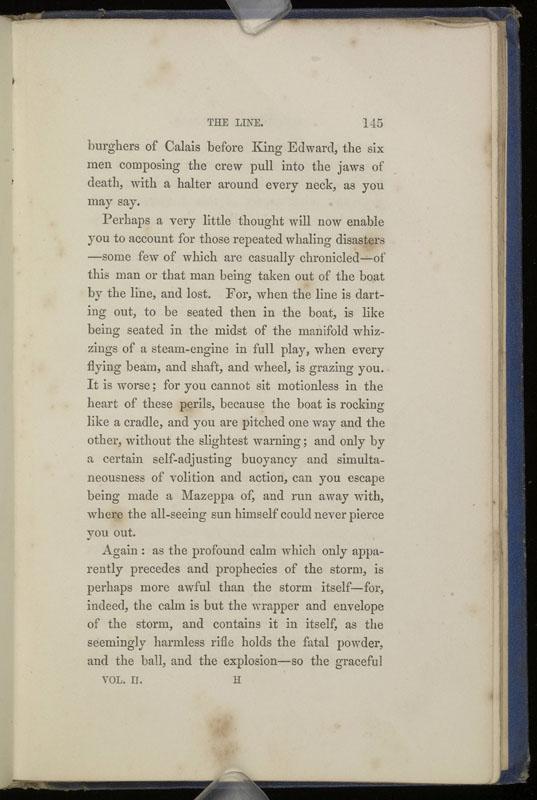 THE LINE. 145
burghers of Calais before King Edward, the six
men composing the crew pull into the jaws of
death, with a halter around every neck, as you
may say.
Perhaps a very little thought will now enable
you to account for those repeated whaling disasters
—some few of which are casually chronicled—of
this man or that man being taken out of the boat
by the line, and lost. For, when the line is dart-
ing out, to be seated then in the boat, is like
being seated in the midst of the manifold whiz-
zings of a steam-engine in full play, when every
flying beam, and shaft, and wheel, is grazing you.
It is worse; for you cannot sit motionless in the
heart of these perils, because the boat is rocking
like a cradle, and you are pitched one way and the
other, without the slightest warning; and only by
a certain self-adjusting buoyancy and simulta-
neousness of volition and action, can you escape
being made a Mazeppa of, and run away with,
where the all-seeing sun himself could never pierce
you out.
Again: as the profound calm which only appa-
rently precedes and prophecies of the storm, is
perhaps more awful than the storm itself—for,
indeed, the calm is but the wrapper and envelope
of the storm, and contains it in itself, as the
seemingly harmless rifle holds the fatal powder,
and the ball, and the explosion—so the graceful
VOL. II. H